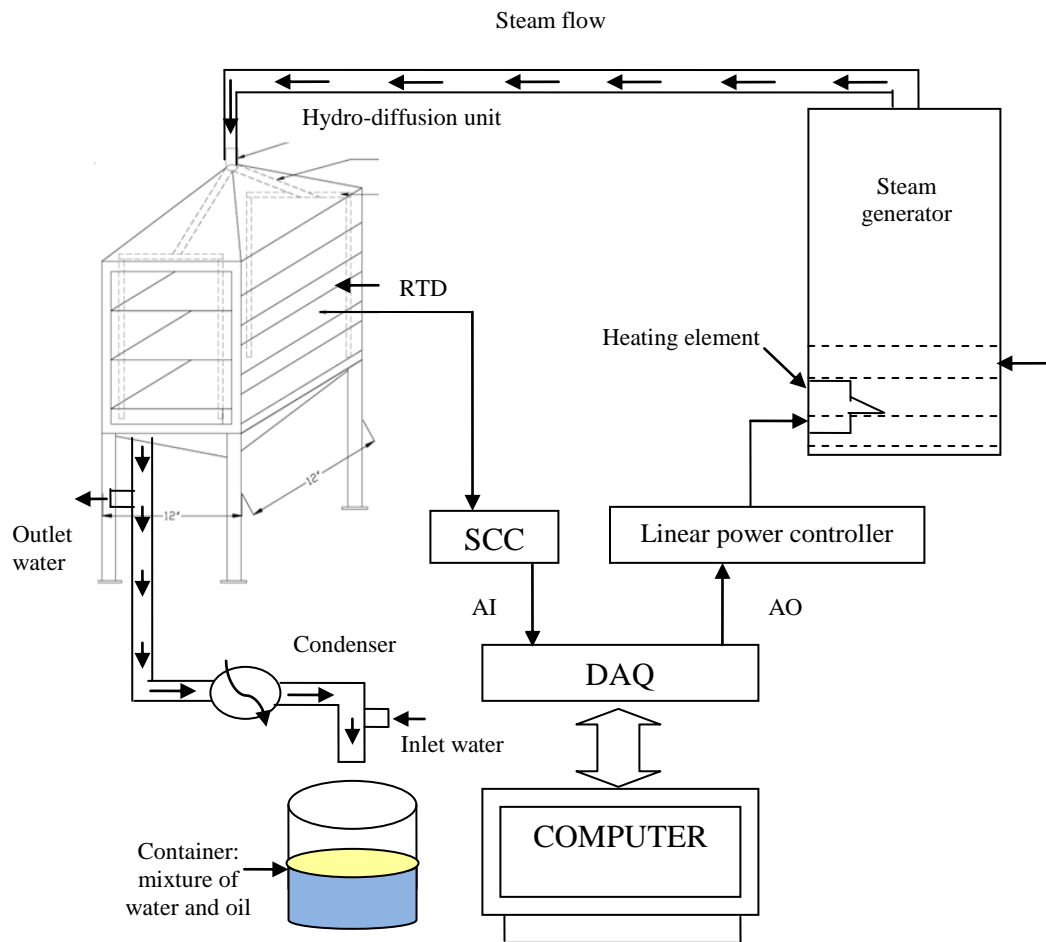 Steam flow
Hydro-diffusion unit
Steam
generator
RTD
Heating element
12"
12"
Outlet
water
SCC
Linear power controller
AI
AO
Condenser
DAQ
Inlet water
COMPUTER
Container:
mixture of
water and oil